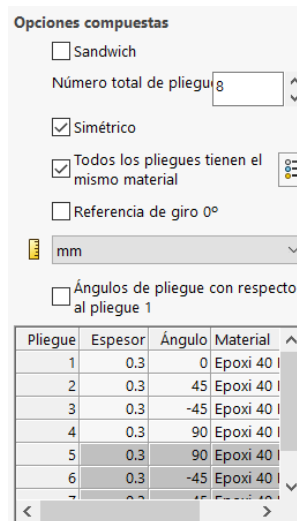 Opciones compuestas
Sandwich
Número total de pliegu 8
Simétrico
Todos los pliegues tienen el
mismo material
Referencia de giro 0º
mm
Ángulos de pliegue con respecto
al pliegue 1
Pliegue Espesor Ángulo Material
1 0.3 0 Epoxi 40
2 0.3 45 Epoxi 40
3 0.3 -45 Epoxi 40
4 0.3 90 Epoxi 40
5 0.3 90 Epoxi 40
6 0.3 -45 Epoxi 40